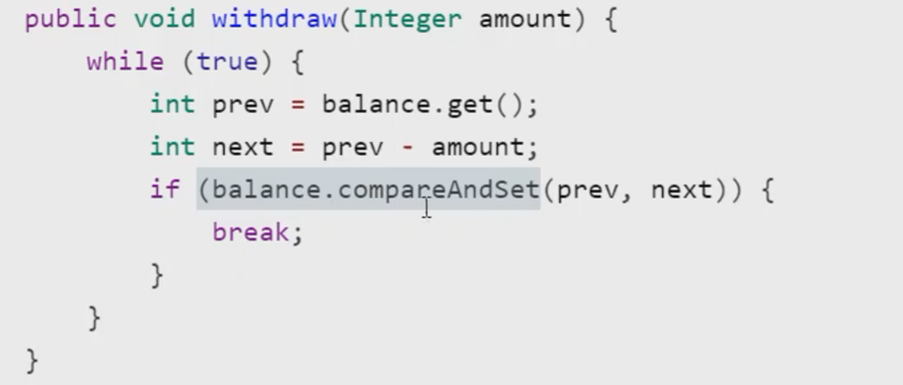 public void withdraw(Integer amount) {
    while (true) {
        int prev = balance.get();
        int next = prev - amount;
        if (balance.compareAndSet(prev, next)) {
            break;
        }
    }
}